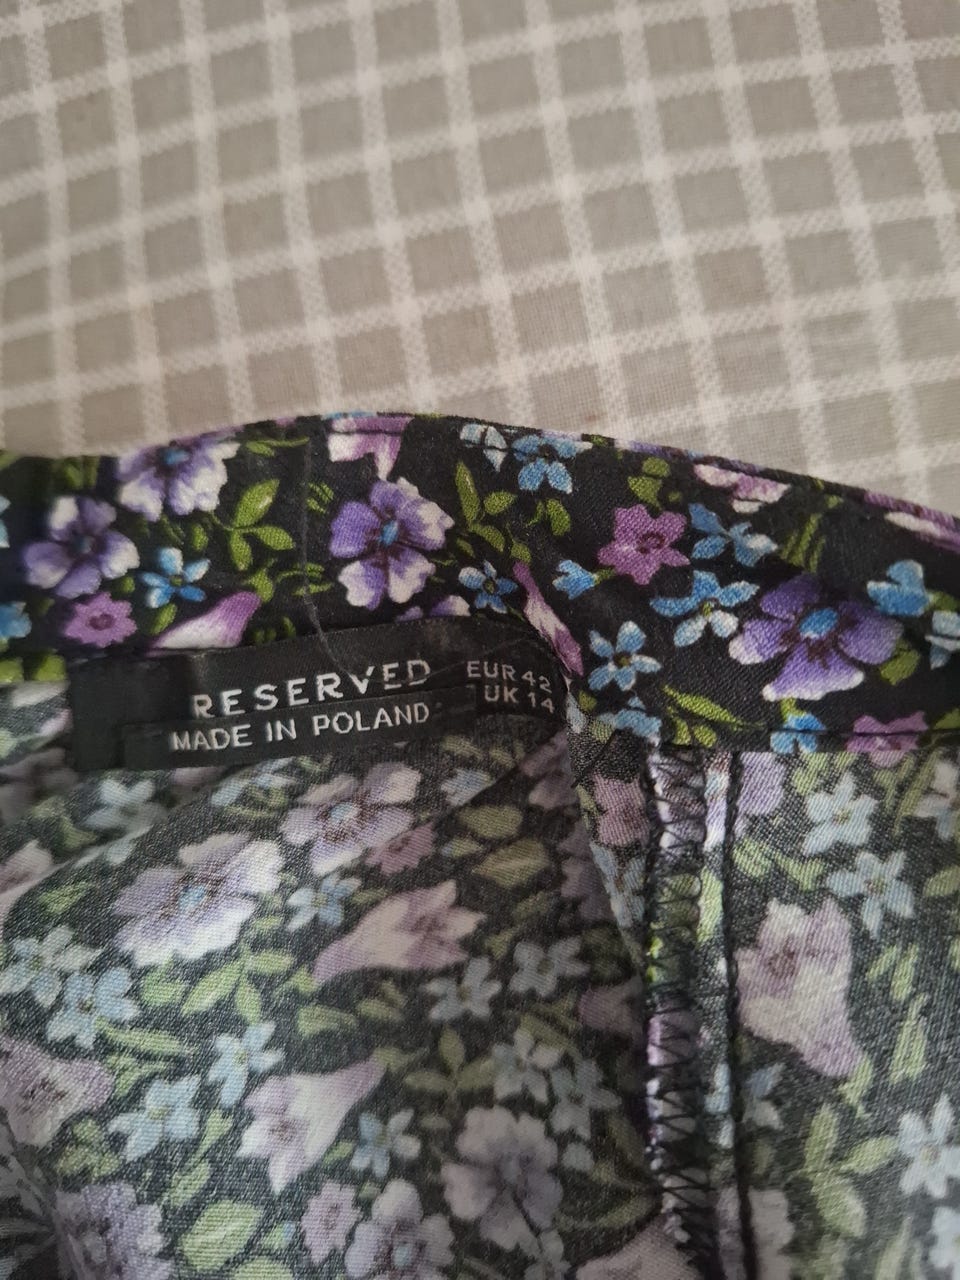 RESERVED
MADE IN POLAND
EUR 42
UK 14